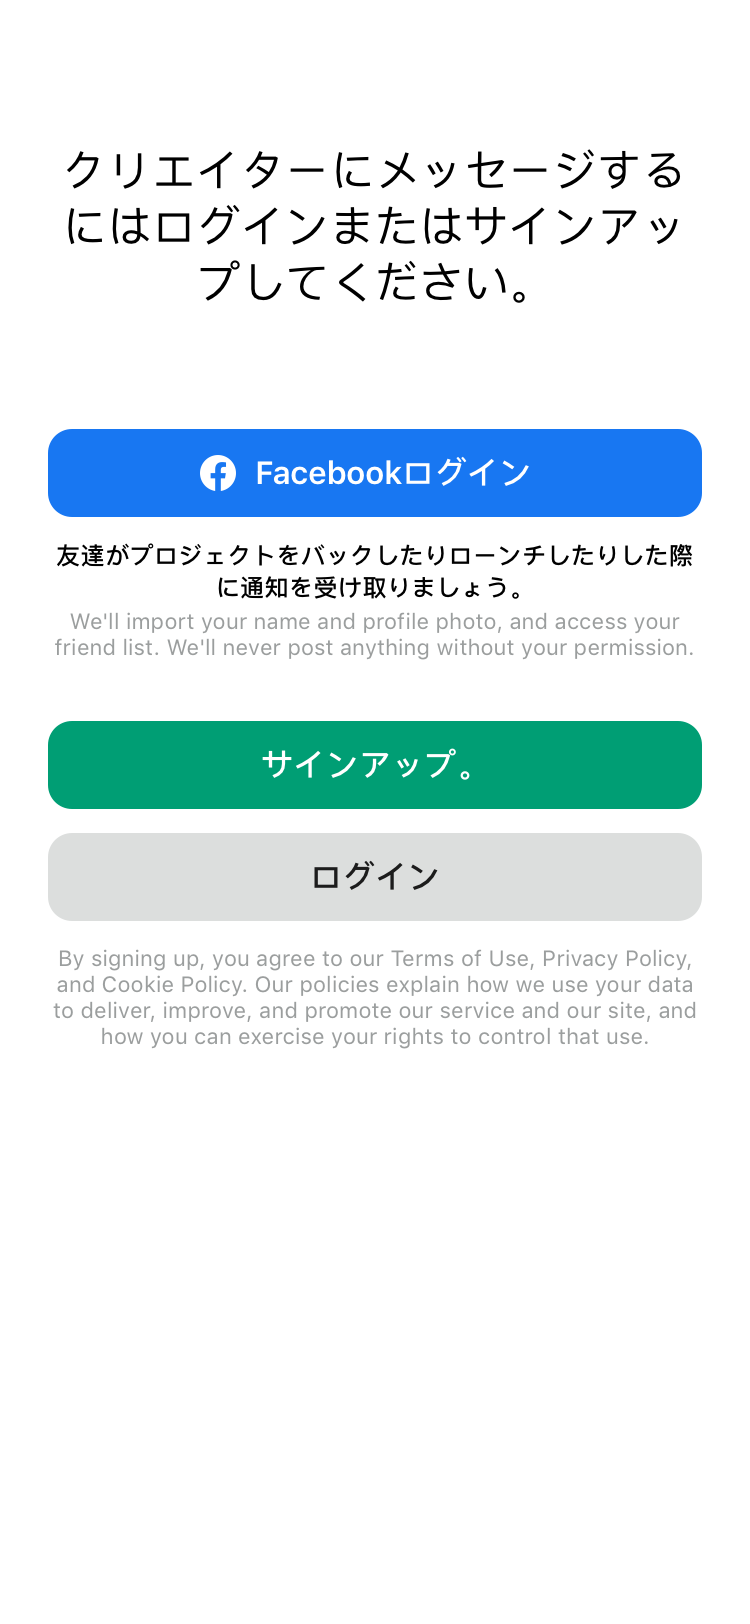 クリエイターにメッセージする
にはログインまたはサインアッ
プしてください。
Facebookログイン
友達がプロジェクトをバックしたりローンチしたりした際
に通知を受け取りましょう。
We'll import your name and profile photo, and access your
friend list. We'll never post anything without your permission.
サインアップ。
ログイン
By signing up, you agree to our Terms of Use, Privacy Policy,
and Cookie Policy. Our policies explain how we use your data
to deliver, improve, and promote our service and our site, and
how you can exercise your rights to control that use.